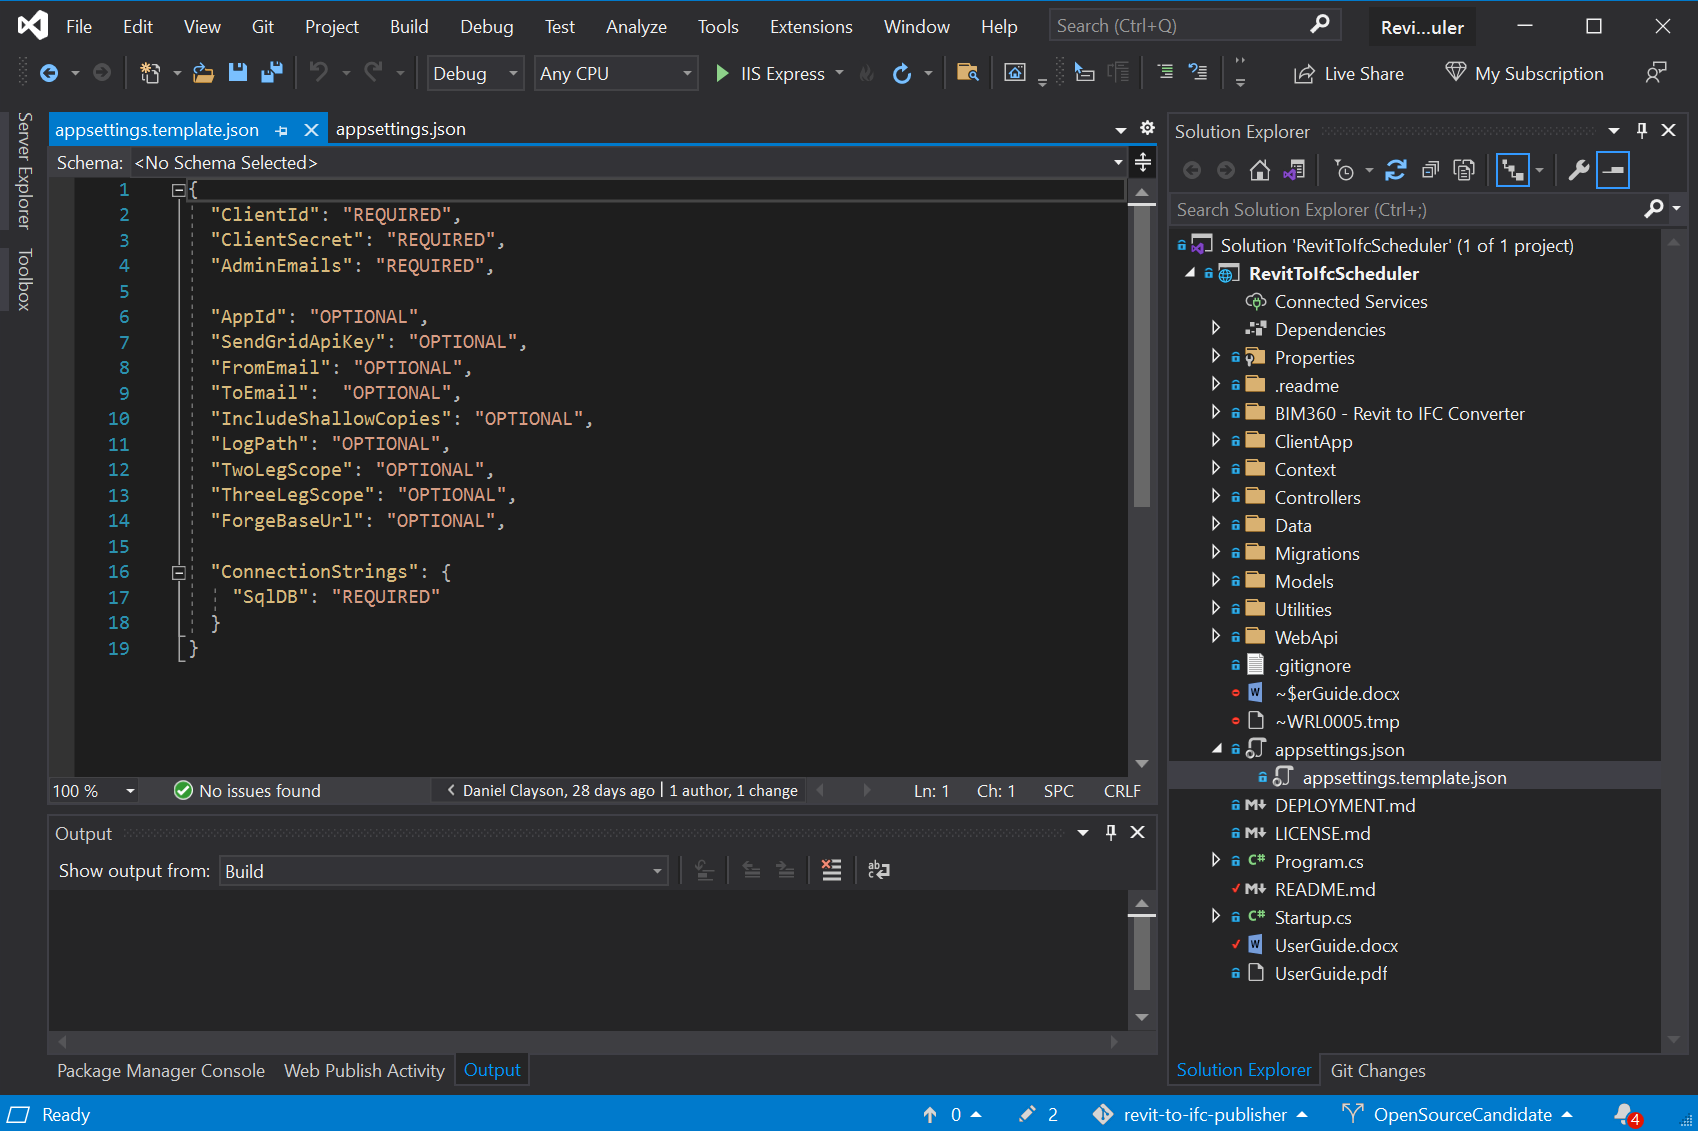 File Edit View Git Project Build Debug Test Analyze Tools Extensions Window Help Search (Ctrl+Q) Revi...uler
Debug Any CPU IIS Express Live Share My Subscription
Server Explorer
Toolbox
appsettings.template.json appsettings.json
Schema: <No Schema Selected>
1 {
2 "ClientId": "REQUIRED",
3 "ClientSecret": "REQUIRED",
4 "AdminEmails": "REQUIRED",
5
6 "AppId": "OPTIONAL",
7 "SendGridApiKey": "OPTIONAL",
8 "FromEmail": "OPTIONAL",
9 "ToEmail":  "OPTIONAL",
10 "IncludeShallowCopies": "OPTIONAL",
11 "LogPath": "OPTIONAL",
12 "TwoLegScope": "OPTIONAL",
13 "ThreeLegScope": "OPTIONAL",
14 "ForgeBaseUrl": "OPTIONAL",
15
16 "ConnectionStrings": {
17 "SqlDB": "REQUIRED"
18 }
19 }
100 % No issues found < Daniel Clayson, 28 days ago | 1 author, 1 change Ln: 1 Ch: 1 SPC CRLF
Output
Show output from: Build
Package Manager Console Web Publish Activity Output
Solution Explorer
Search Solution Explorer (Ctrl+;)
Solution 'RevitToIfcScheduler' (1 of 1 project)
RevitToIfcScheduler
Connected Services
Dependencies
Properties
.readme
BIM360 - Revit to IFC Converter
ClientApp
Context
Controllers
Data
Migrations
Models
Utilities
WebApi
.gitignore
~$erGuide.docx
~WRL0005.tmp
appsettings.json
appsettings.template.json
DEPLOYMENT.md
LICENSE.md
C# Program.cs
README.md
C# Startup.cs
UserGuide.docx
UserGuide.pdf
Solution Explorer Git Changes
Ready 0 2 revit-to-ifc-publisher OpenSourceCandidate 4